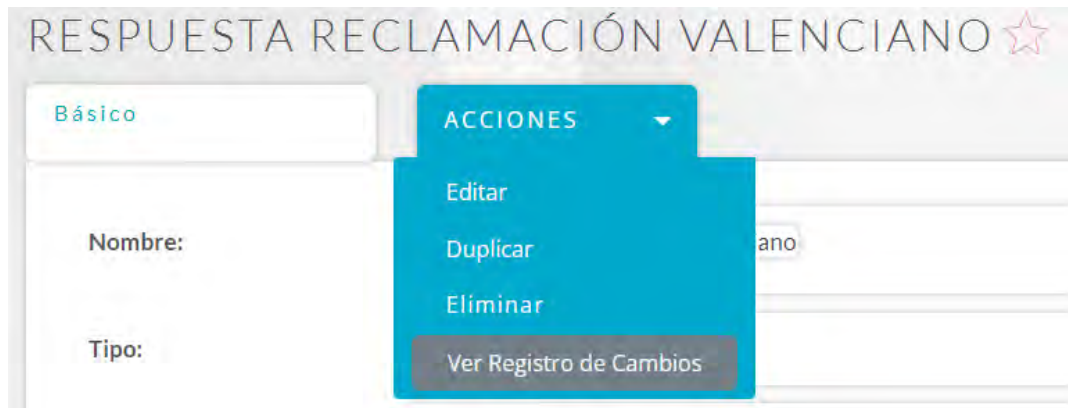 RESPUESTA RECLAMACIÓN VALENCIANO
Básico
ACCIONES
Editar
Nombre:
Duplicar
ano
Eliminar
Tipo:
Ver Registro de Cambios